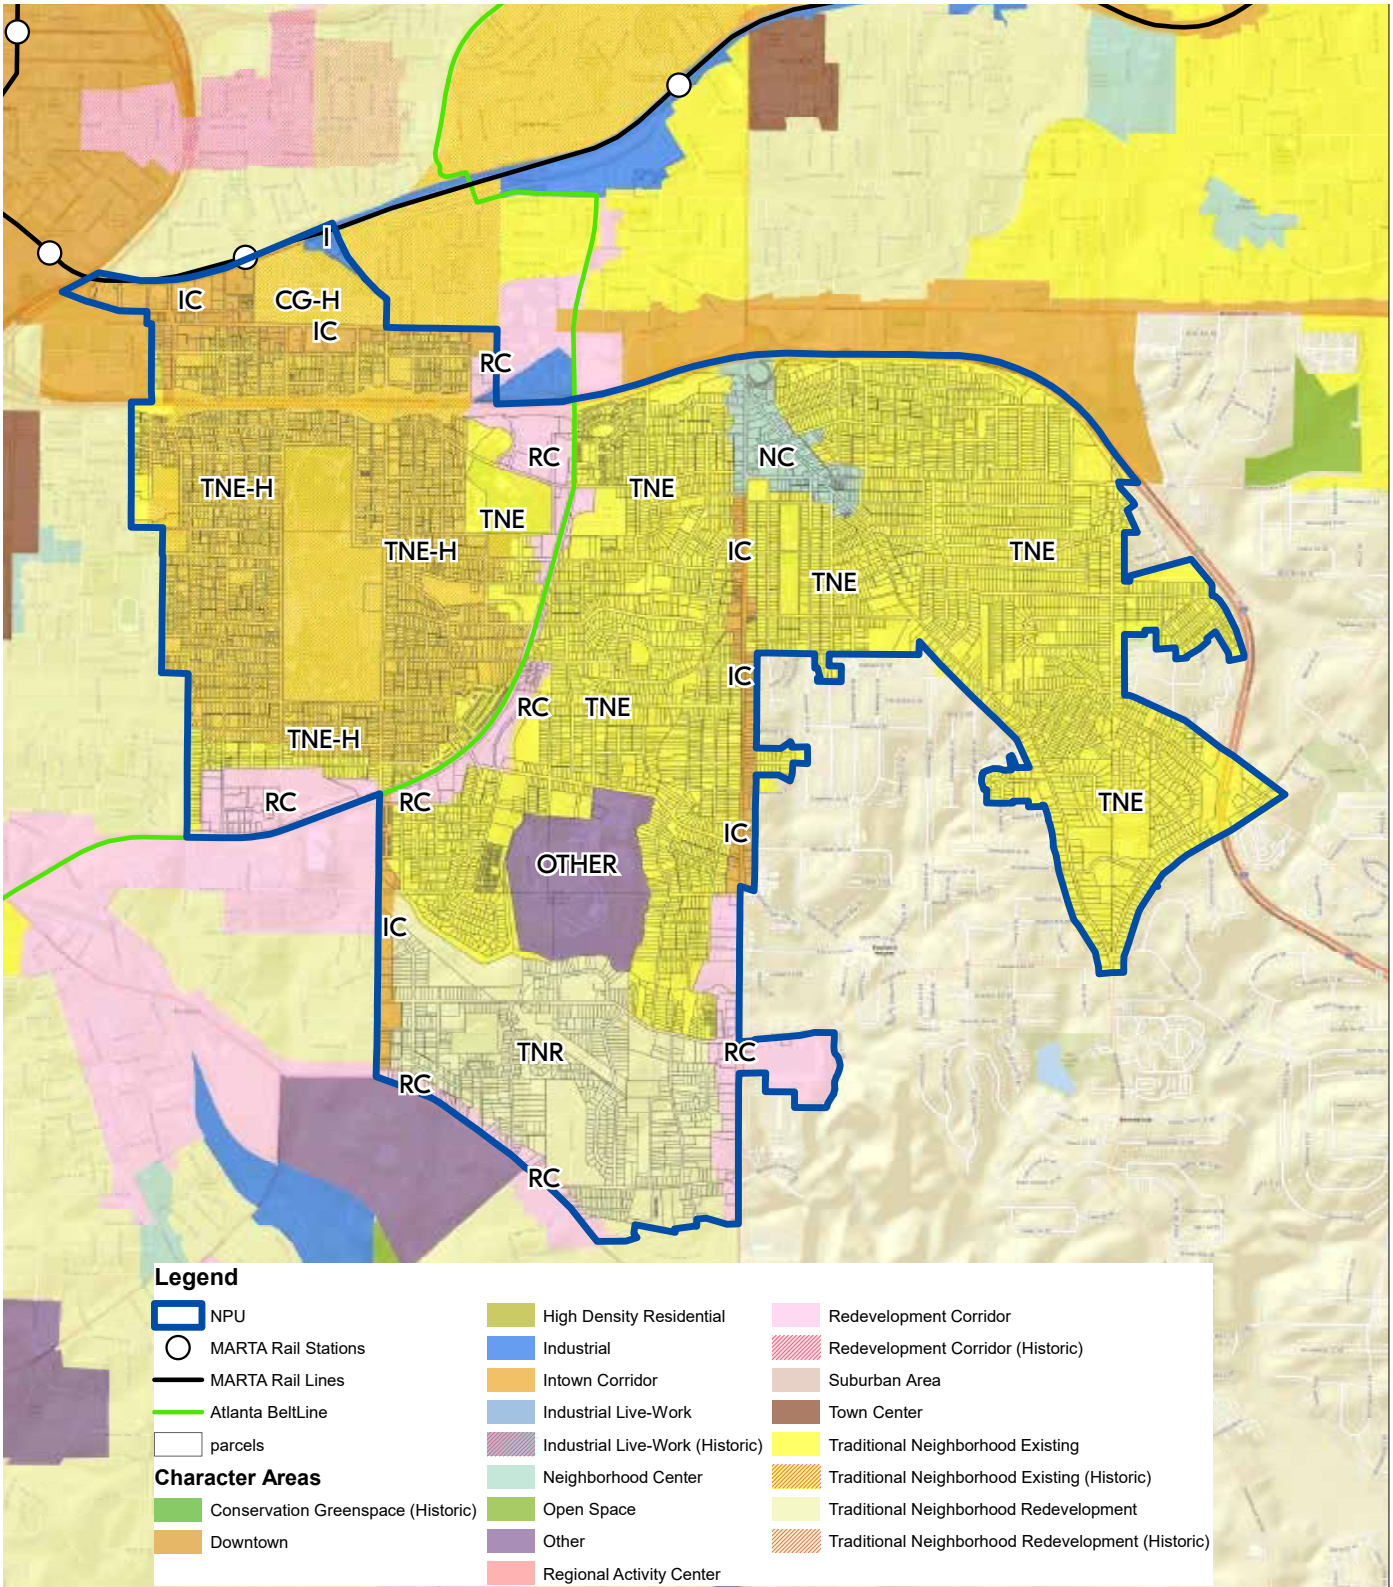 I
IC
CG-H
IC
RC
RC
NC
TNE-H
TNE
TNE
TNE-H
IC
TNE
TNE
IC
RC
TNE
TNE-H
RC
RC
TNE
IC
OTHER
IC
TNR
RC
RC
RC
Legend
NPU
MARTA Rail Stations
MARTA Rail Lines
Atlanta BeltLine
parcels
Character Areas
Conservation Greenspace (Historic)
Downtown
High Density Residential
Industrial
Intown Corridor
Industrial Live-Work
Industrial Live-Work (Historic)
Neighborhood Center
Open Space
Other
Regional Activity Center
Redevelopment Corridor
Redevelopment Corridor (Historic)
Suburban Area
Town Center
Traditional Neighborhood Existing
Traditional Neighborhood Existing (Historic)
Traditional Neighborhood Redevelopment
Traditional Neighborhood Redevelopment (Historic)